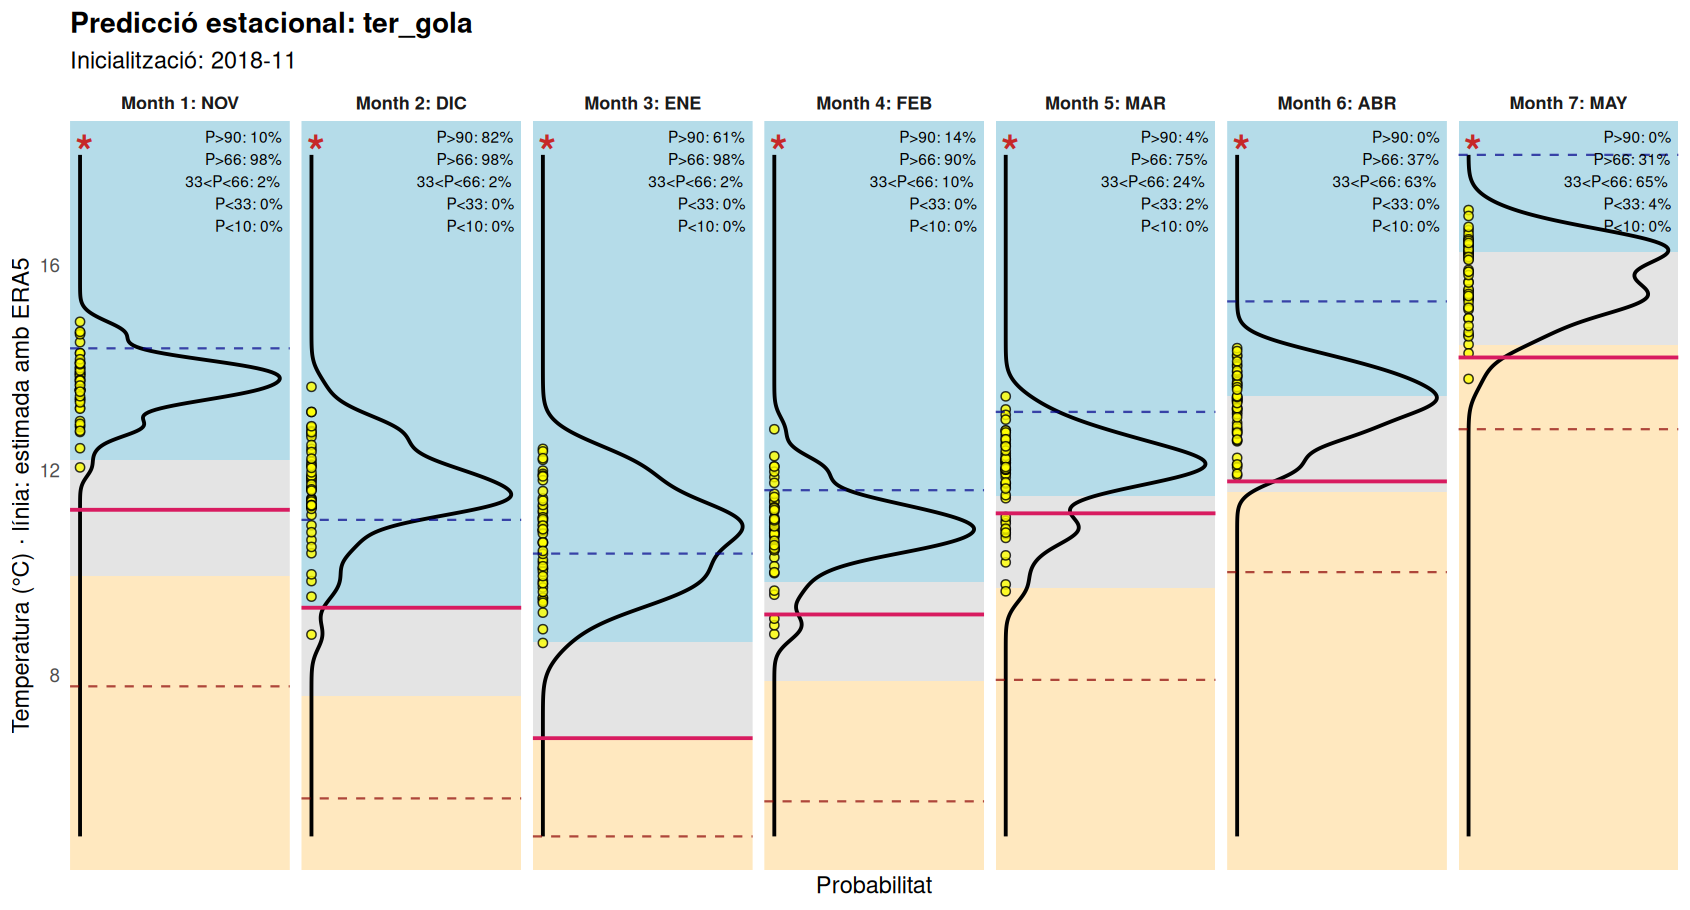 Predicció estacional: ter_gola
Inicialització: 2018-11
Month 1: NOV
Month 2: DIC
Month 3: ENE
Month 4: FEB
Month 5: MAR
Month 6: ABR
Month 7: MAY
*
P>90: 10%
P>66: 98%
33<P<66: 2%
P<33: 0%
P<10: 0%
*
P>90: 82%
P>66: 98%
33<P<66: 2%
P<33: 0%
P<10: 0%
*
P>90: 61%
P>66: 98%
33<P<66: 2%
P<33: 0%
P<10: 0%
*
P>90: 14%
P>66: 90%
33<P<66: 10%
P<33: 0%
P<10: 0%
*
P>90: 4%
P>66: 75%
33<P<66: 24%
P<33: 2%
P<10: 0%
*
P>90: 0%
P>66: 37%
33<P<66: 63%
P<33: 0%
P<10: 0%
*
P>90: 0%
P>66: 31%
33<P<66: 65%
P<33: 4%
P<10: 0%
Temperatura (°C) · línia: estimada amb ERA5
16
12
8
Probabilitat